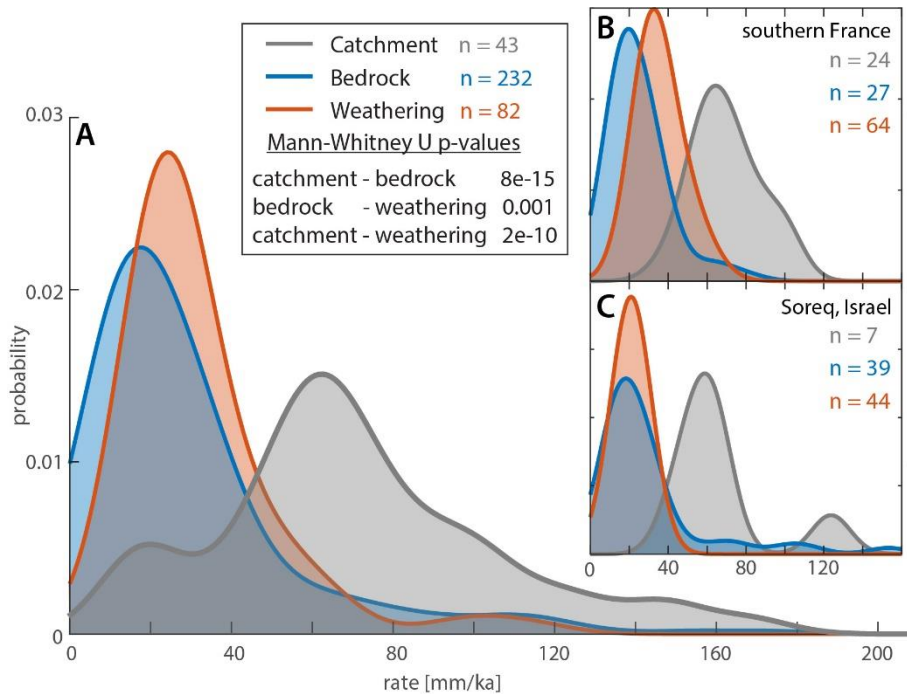 A
Catchment n = 43
Bedrock n = 232
Weathering n = 82
Mann-Whitney U p-values
catchment - bedrock 8e-15
bedrock - weathering 0.001
catchment - weathering 2e-10
0.03
0.02
0.01
0
probability
0 40 80 120 160 200
rate [mm/ka]
B
southern France
n = 24
n = 27
n = 64
C
Soreq, Israel
n = 7
n = 39
n = 44
0 40 80 120